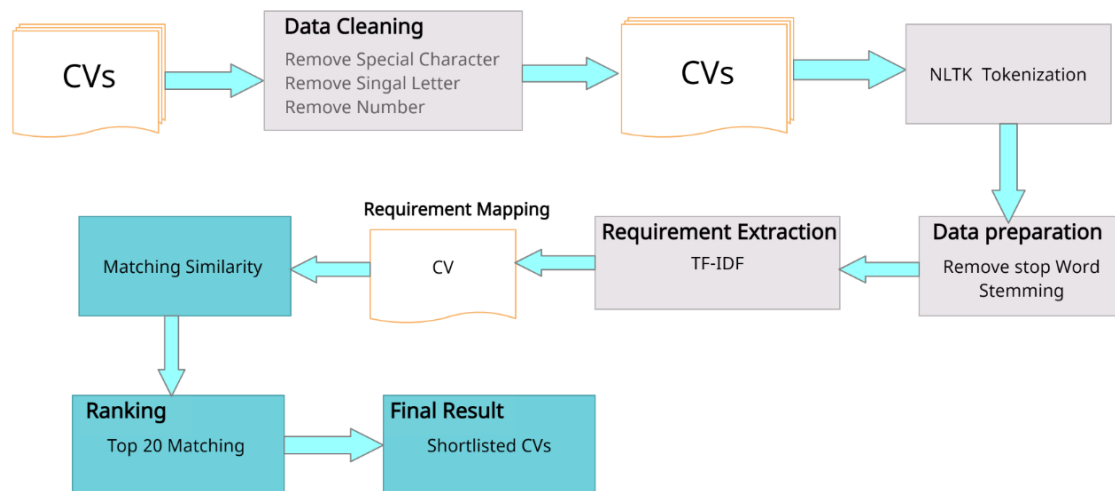 CVs
Data Cleaning
Remove Special Character
Remove Singal Letter
Remove Number
CVs
NLTK Tokenization
Data preparation
Remove stop Word
Stemming
Requirement Extraction
TF-IDF
Requirement Mapping
CV
Matching Similarity
Ranking
Top 20 Matching
Final Result
Shortlisted CVs